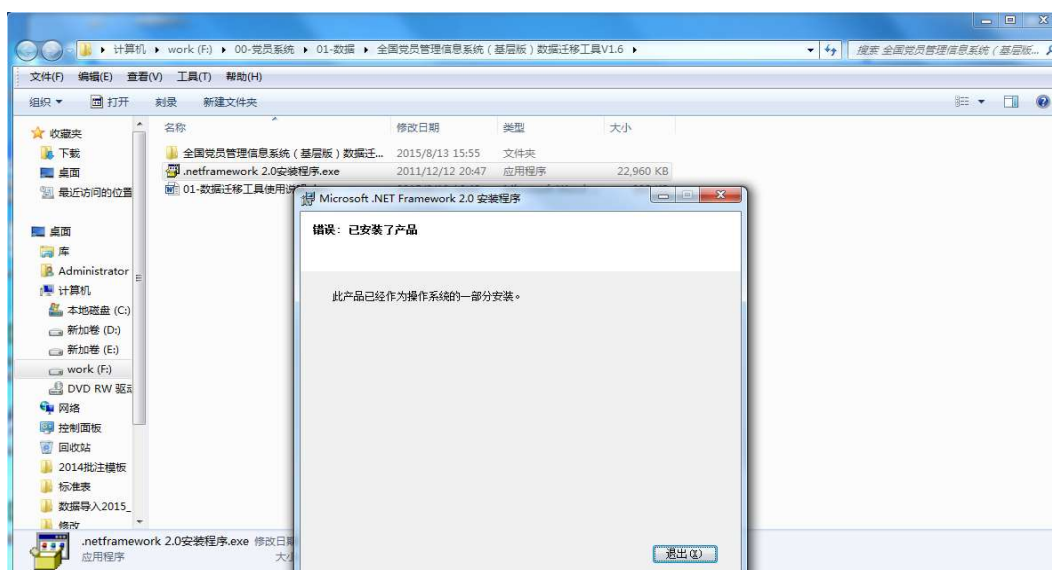 计算机 ▸ work (F:) ▸ 00-党员系统 ▸ 01-数据 ▸ 全国党员管理信息系统（基层版）数据迁移工具V1.6 ▸
搜索 全国党员管理信息系统（基层版...
文件(F) 编辑(E) 查看(V) 工具(T) 帮助(H)
组织 打开 刻录 新建文件夹
名称 修改日期 类型 大小
收藏夹
下载
桌面
最近访问的位置
桌面
库
Administrator
计算机
本地磁盘 (C:)
新加卷 (D:)
新加卷 (E:)
work (F:)
DVD RW 驱动
网络
控制面板
回收站
2014批注模板
标准表
数据导入2015_
修改
全国党员管理信息系统（基层版）数据迁... 2015/8/13 15:55 文件夹
.netframework 2.0安装程序.exe 2011/12/12 20:47 应用程序 22,960 KB
01-数据迁移工具使用说
Microsoft .NET Framework 2.0 安装程序
错误：已安装了产品
此产品已经作为操作系统的一部分安装。
退出(X)
.netframework 2.0安装程序.exe 修改日期
应用程序 大小